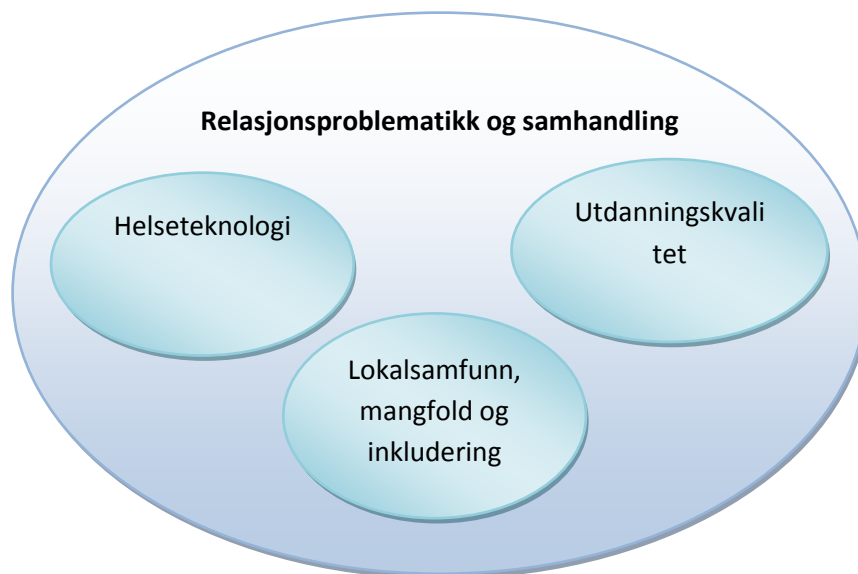 Relasjonsproblematikk og samhandling
Helseteknologi
Utdanningskvali
tet
Lokalsamfunn,
mangfold og
inkludering